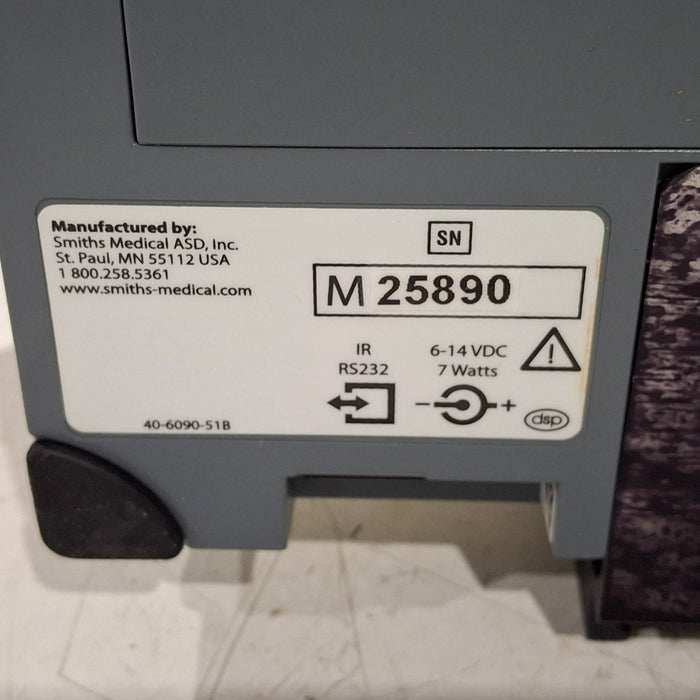 Manufactured by:
Smiths Medical ASD, Inc.
St. Paul, MN 55112 USA
1 800.258.5361
www.smiths-medical.com
SN
M 25890
IR
RS232
6-14 VDC
7 Watts
- +
dsp
40-6090-51B